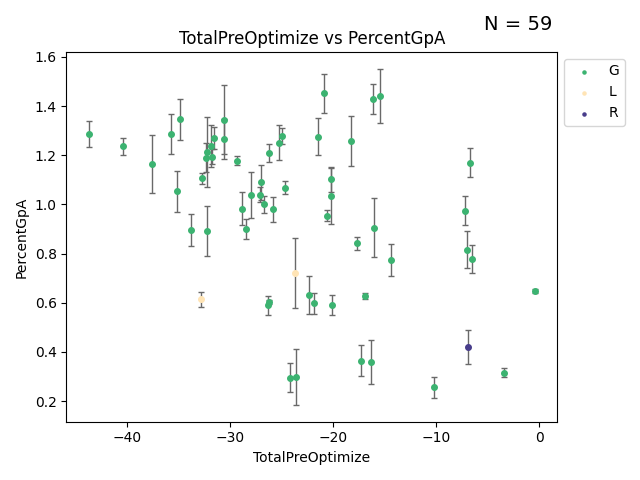 N = 59
TotalPreOptimize vs PercentGpA
1.6
1.4
1.2
1.0
0.8
0.6
0.4
0.2
PercentGpA
−40
−30
−20
−10
0
TotalPreOptimize
G
L
R